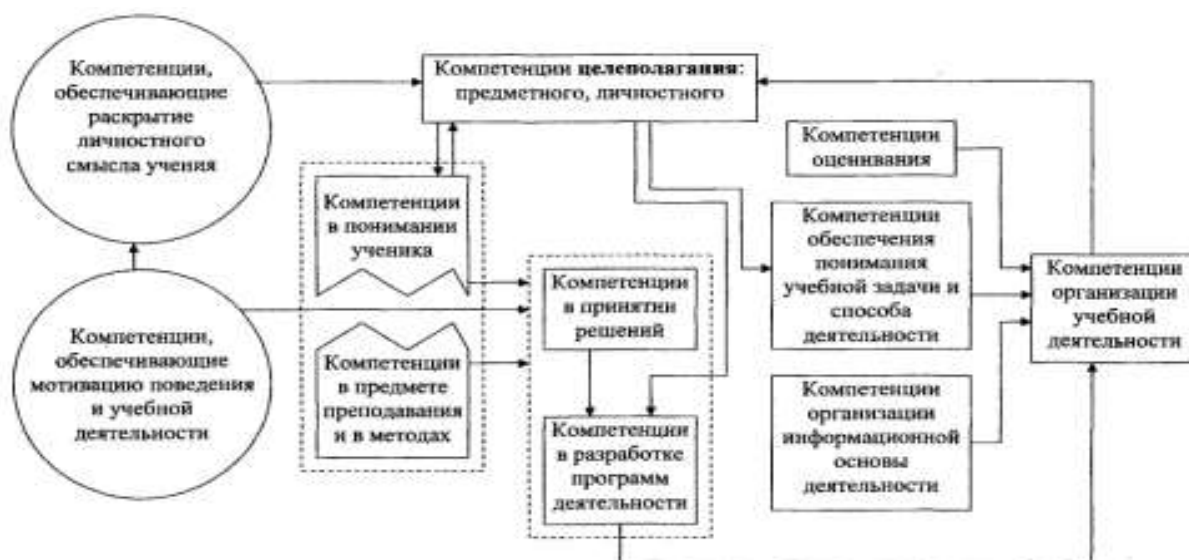 Компетенции,
обеспечивающие
раскрытие
личностного
смысла учения
Компетенции целеполагания:
предметного, личностного
Компетенции
оценивания
Компетенции
в понимании
ученика
Компетенции
обеспечения
понимания
учебной задачи и
способа
деятельности
Компетенции
в принятии
решений
Компетенции
организации
учебной
деятельности
Компетенции,
обеспечивающие
мотивацию поведения
и учебной
деятельности
Компетенции
в предмете
преподавания
и в методах
Компетенции
организации
информационной
основы
деятельности
Компетенции
в разработке
программ
деятельности